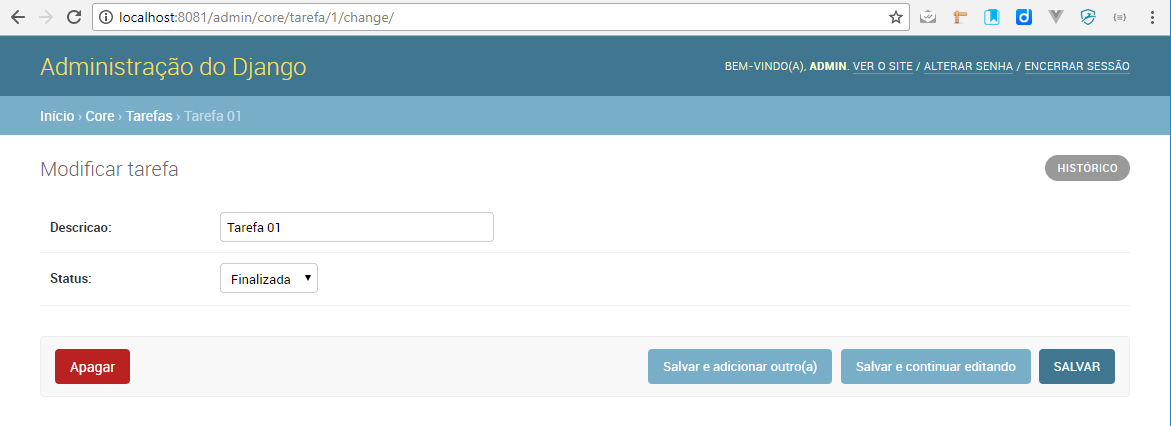 localhost:8081/admin/core/tarefa/1/change/
Administração do Django
BEM-VINDO(A), ADMIN. VER O SITE / ALTERAR SENHA / ENCERRAR SESSÃO
Início › Core › Tarefas › Tarefa 01
Modificar tarefa
HISTÓRICO
Descricao:
Tarefa 01
Status:
Finalizada
Apagar
Salvar e adicionar outro(a)
Salvar e continuar editando
SALVAR